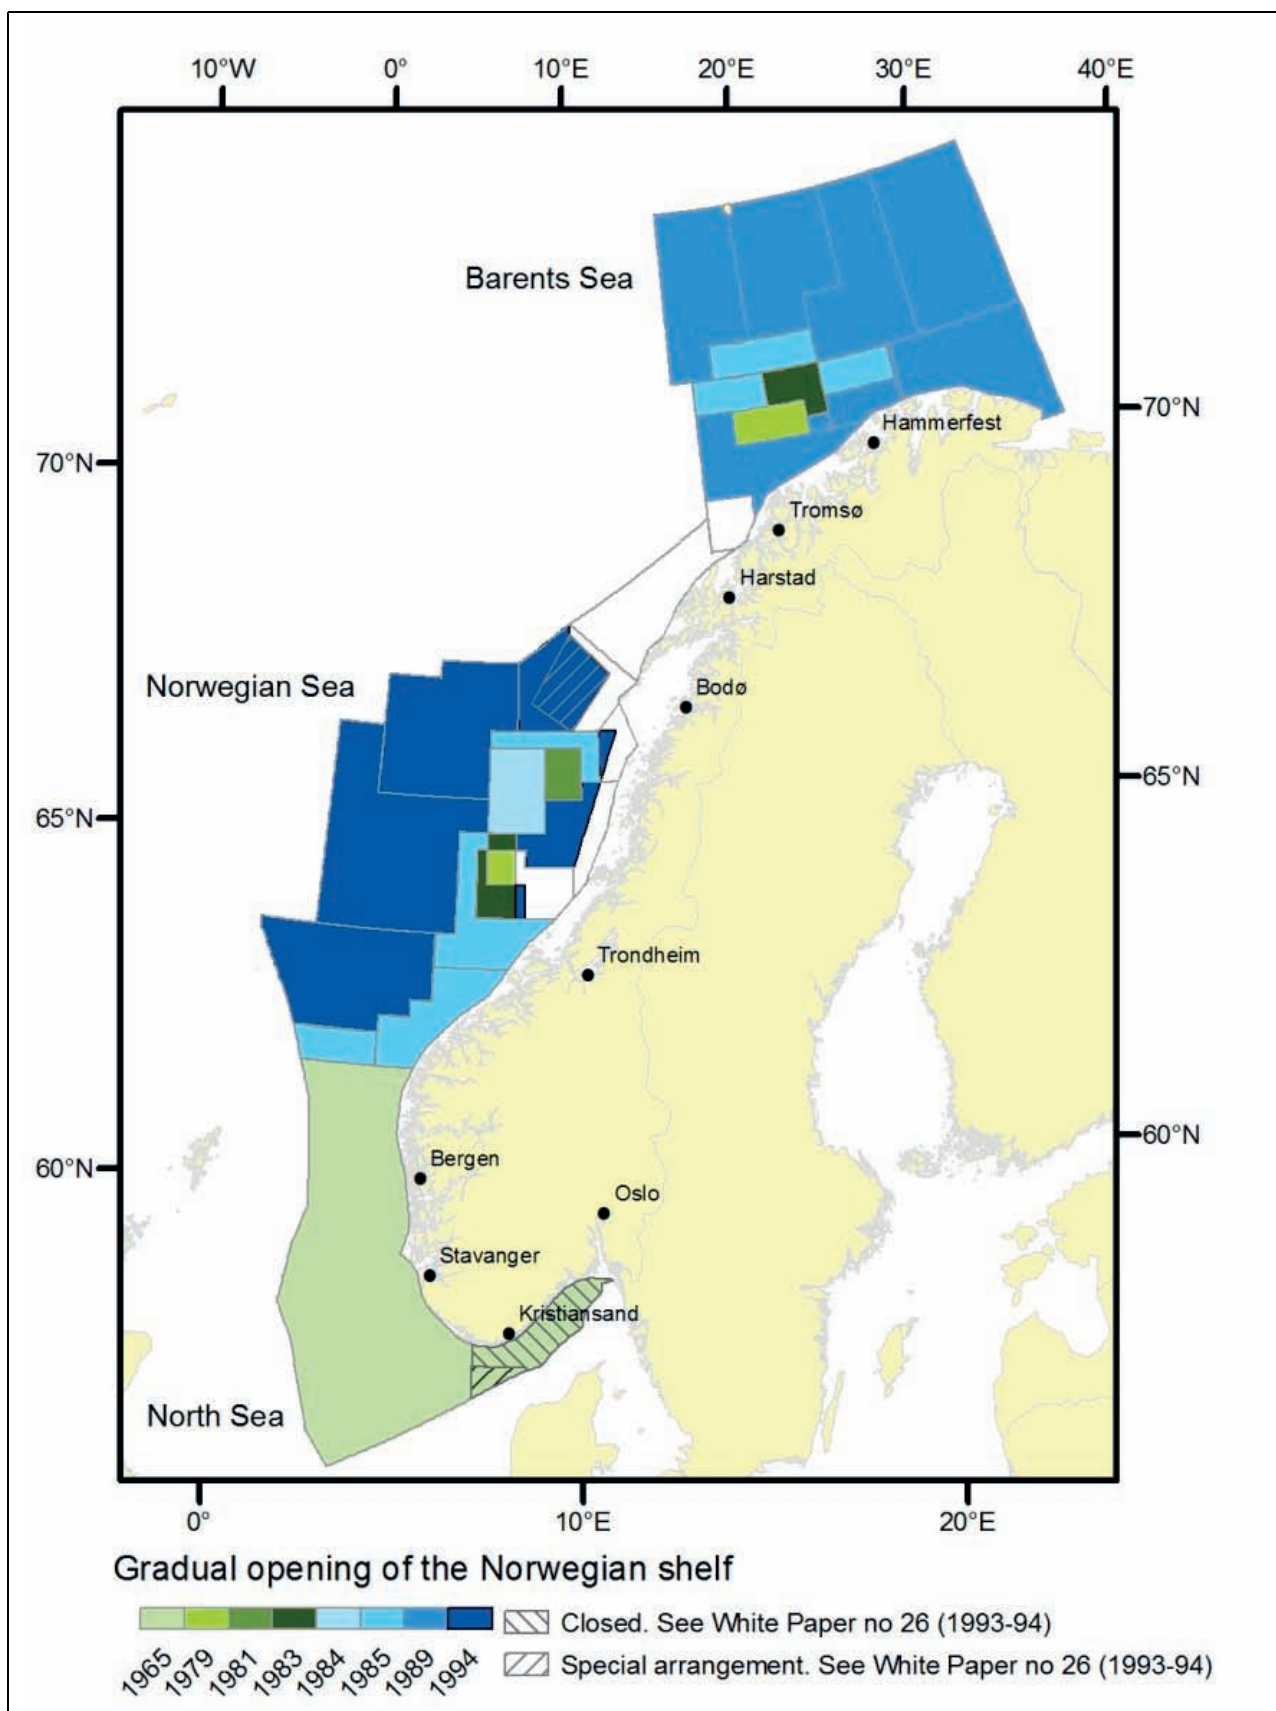 10°W 0° 10°E 20°E 30°E 40°E
Barents Sea
70°N
Hammerfest
70°N
Tromsø
Harstad
Norwegian Sea
Bodø
65°N
65°N
Trondheim
60°N
Bergen
60°N
Oslo
Stavanger
Kristiansand
North Sea
0° 10°E 20°E
Gradual opening of the Norwegian shelf
1965 1979 1981 1983 1984 1985 1989 1994
Closed. See White Paper no 26 (1993-94)
Special arrangement. See White Paper no 26 (1993-94)